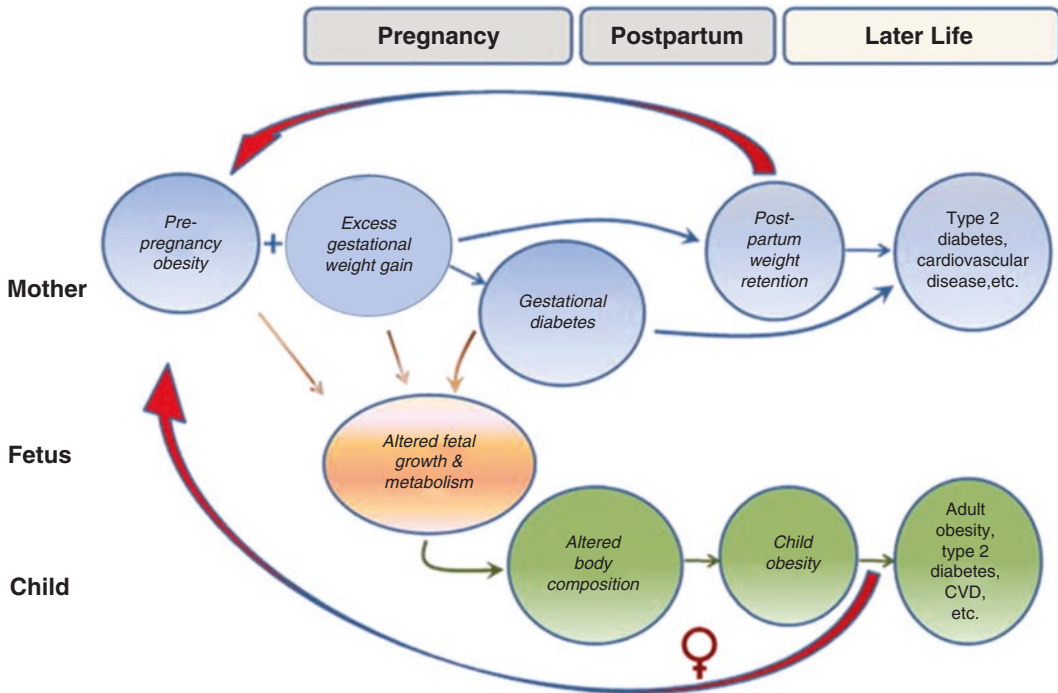 Pregnancy
Postpartum
Later Life
Mother
Pre-
pregnancy
obesity
+
Excess
gestational
weight gain
Gestational
diabetes
Post-
partum
weight
retention
Type 2
diabetes,
cardiovascular
disease,etc.
Fetus
Altered fetal
growth &
metabolism
Child
Altered
body
composition
Child
obesity
Adult
obesity,
type 2
diabetes,
CVD,
etc.
♀